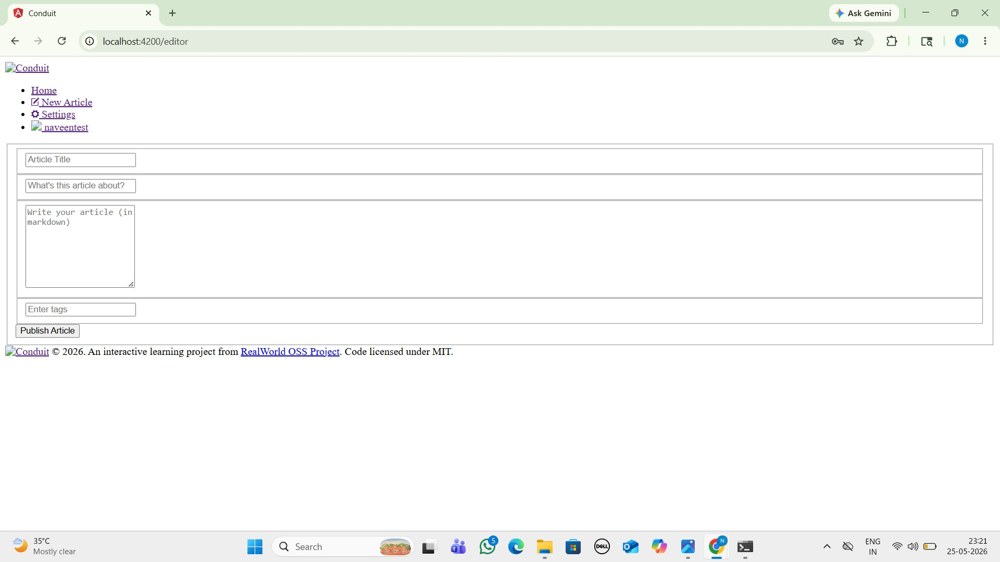 Conduit
Ask Gemini
localhost:4200/editor
N
Conduit
Home
New Article
Settings
naveentest
Article Title
What's this article about?
Write your article (in
markdown)
Enter tags
Publish Article
Conduit © 2026. An interactive learning project from RealWorld OSS Project. Code licensed under MIT.
35°C
Mostly clear
Search
T
5
DELL
O
N
ENG
IN
23:21
25-05-2026